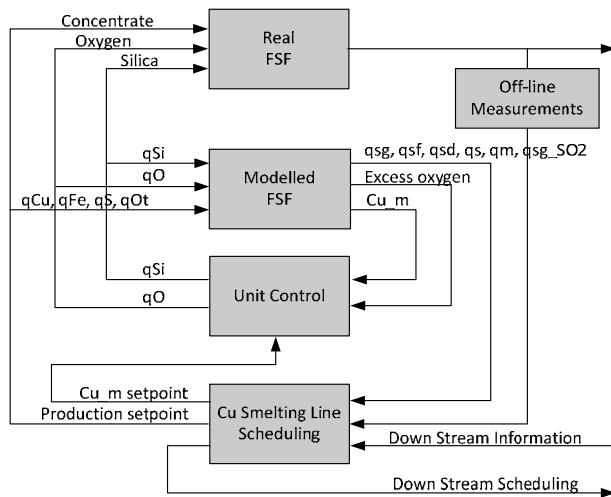 Concentrate
Oxygen
Silica
Real
FSF
Off-line
Measurements
qSi
qO
qCu, qFe, qS, qOt
Modelled
FSF
qsg, qsf, qsd, qs, qm, qsg_SO2
Excess oxygen
Cu_m
qSi
qO
Unit Control
Cu_m setpoint
Production setpoint
Cu Smelting Line
Scheduling
Down Stream Information
Down Stream Scheduling